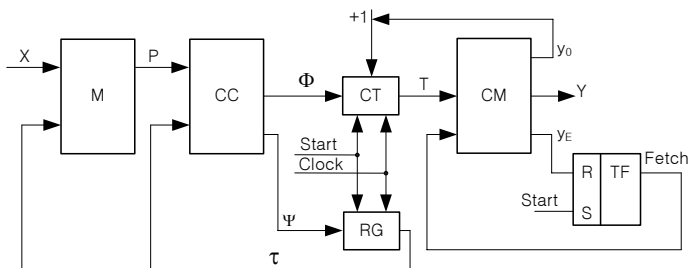 +1
X
P
y0
M
CC
Φ
CT
T
CM
Y
Start
Clock
yE
Fetch
R
TF
Start
S
Ψ
RG
τ